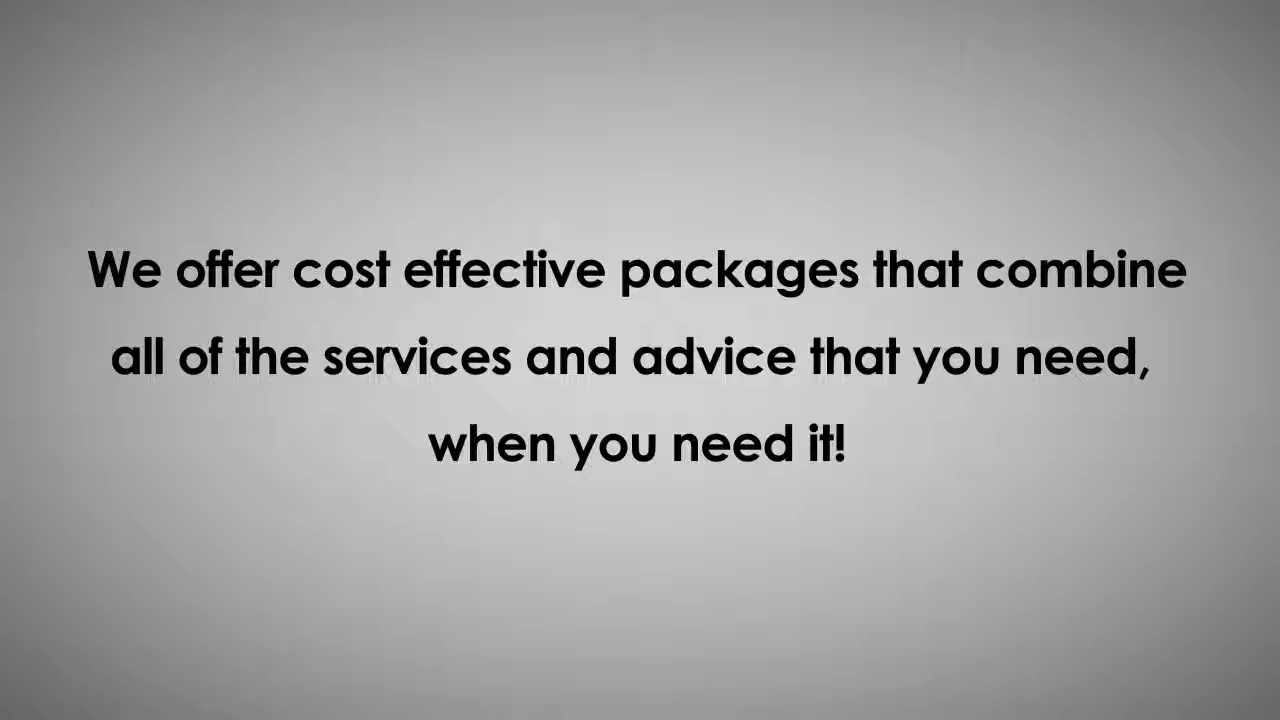 We offer cost effective packages that combine
all of the services and advice that you need,
when you need it!